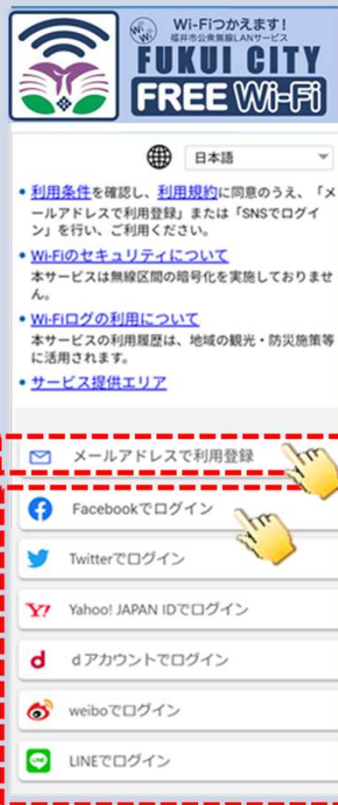 Wi-Fiつかえます!
福井市公衆無線LANサービス
FUKUI CITY
FREE Wi-Fi
日本語
利用条件を確認し、利用規約に同意のうえ、「メ
ールアドレスで利用登録」または「SNSでログイ
ン」を行い、ご利用ください。
Wi-Fiのセキュリティについて
本サービスは無線区間の暗号化を実施しておりませ
ん。
Wi-Fiログの利用について
本サービスの利用履歴は、地域の観光・防災施策等
に活用されます。
サービス提供エリア
メールアドレスで利用登録
Facebookでログイン
Twitterでログイン
Y! Yahoo! JAPAN IDでログイン
d dアカウントでログイン
weiboでログイン
LINEでログイン